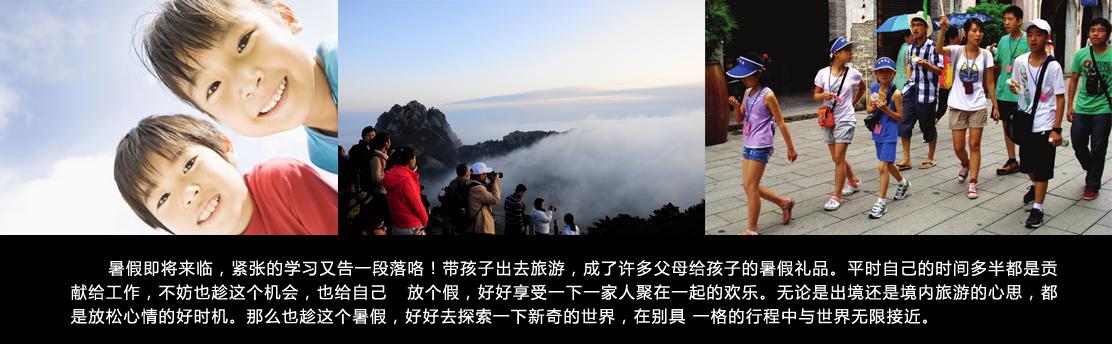 暑假即将来临，紧张的学习又告一段落咯！带孩子出去旅游，成了许多父母给孩子的暑假礼品。平时自己的时间多半都是贡
献给工作，不妨也趁这个机会，也给自己 放个假，好好享受一下一家人聚在一起的欢乐。无论是出境还是境内旅游的心思，都
是放松心情的好时机。那么也趁这个暑假，好好去探索一下新奇的世界，在别具 一格的行程中与世界无限接近。